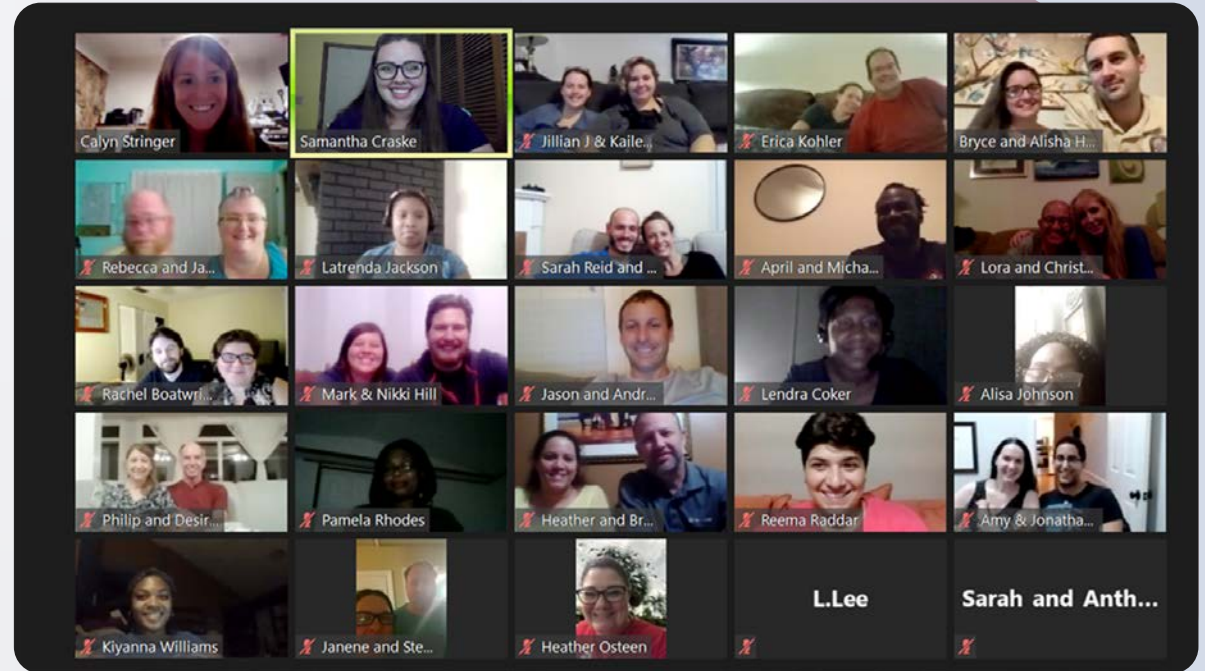 Calyn Stringer
Samantha Craske
Jillian J & Kaile...
Erica Kohler
Bryce and Alisha H...
Rebecca and Ja...
Latrenda Jackson
Sarah Reid and ...
April and Micha...
Lora and Christ...
Rachel Boatwri...
Mark & Nikki Hill
Jason and Andr...
Lendra Coker
Alisa Johnson
Philip and Desir...
Pamela Rhodes
Heather and Br...
Reema Raddar
Amy & Jonatha...
Kiyanna Williams
Janene and Ste...
Heather Osteen
L.Lee
Sarah and Anth...